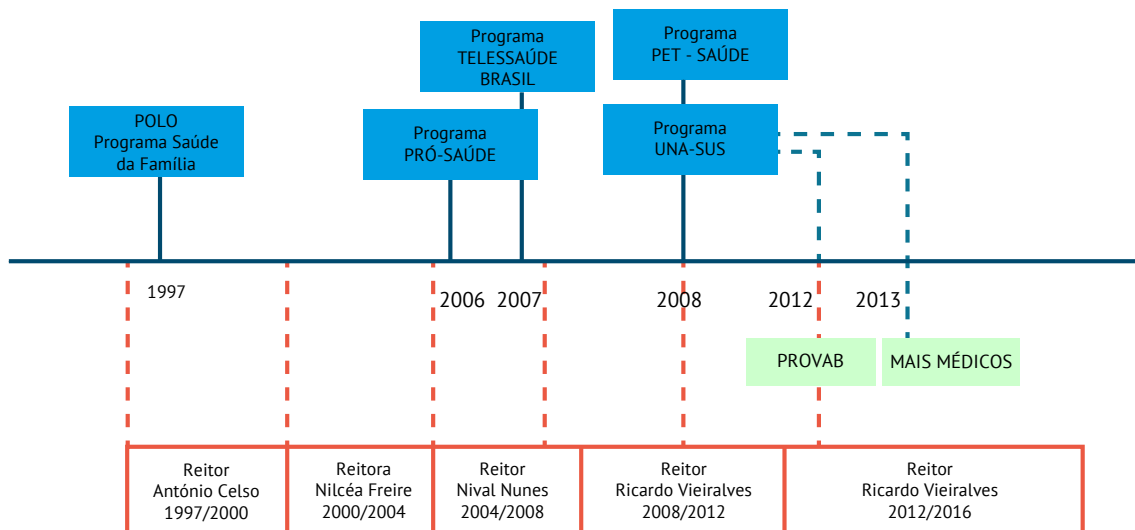 Programa
TELESSAÚDE
BRASIL
Programa
PET - SAÚDE
POLO
Programa Saúde
da Família
Programa
PRÓ-SAÚDE
Programa
UNA-SUS
1997
2006
2007
2008
2012
2013
PROVAB
MAIS MÉDICOS
Reitor
António Celso
1997/2000
Reitora
Nilcéa Freire
2000/2004
Reitor
Nival Nunes
2004/2008
Reitor
Ricardo Vieiralves
2008/2012
Reitor
Ricardo Vieiralves
2012/2016